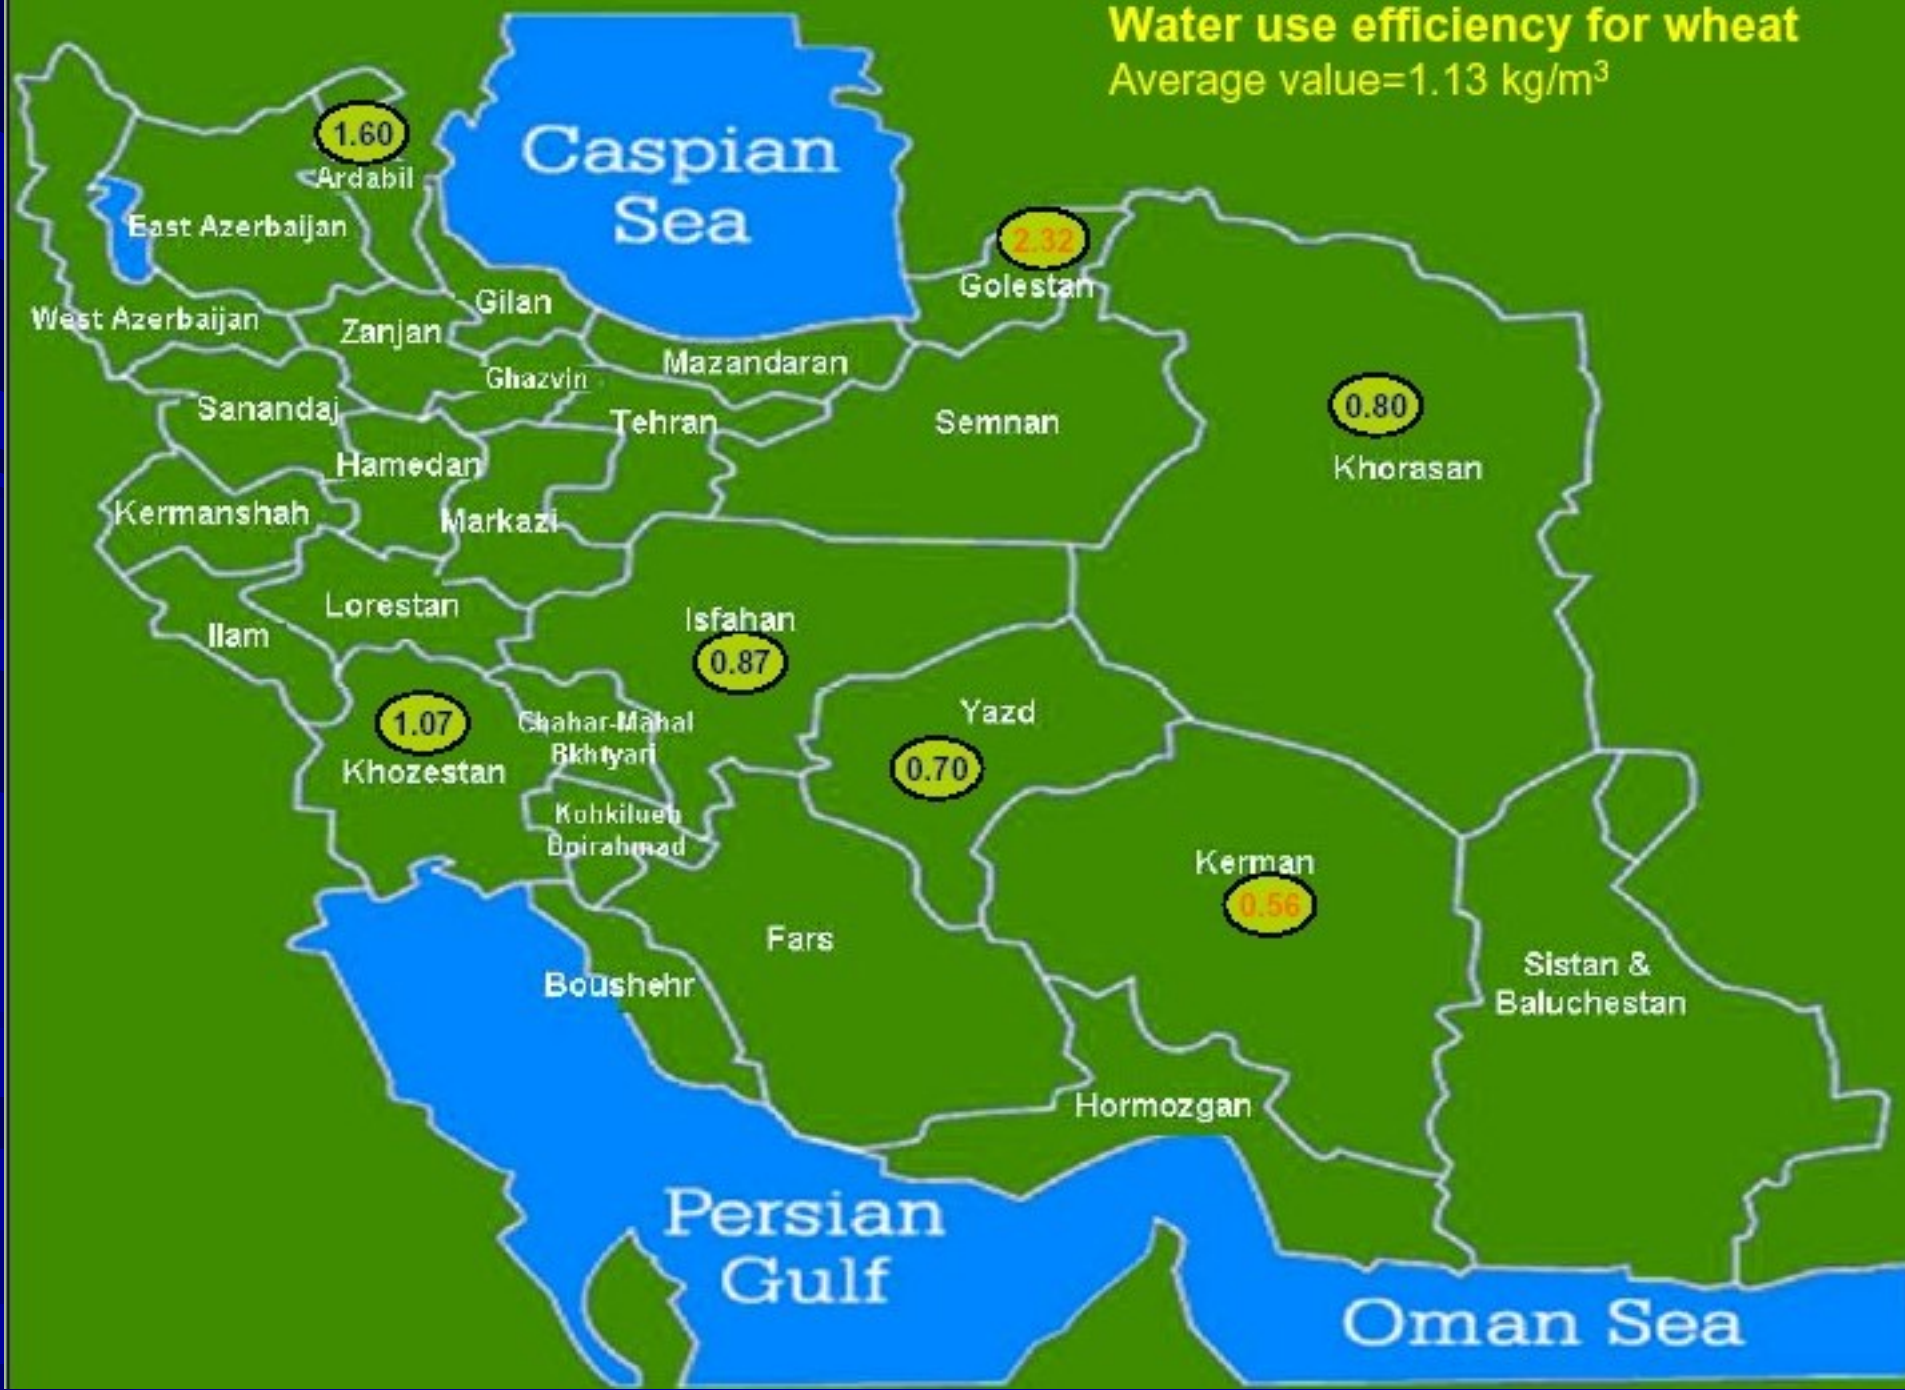 Water use efficiency for wheat
Average value=1.13 kg/m³
1.60
Ardabil
Caspian
Sea
East Azerbaijan
2.32
Golestan
West Azerbaijan
Zanjan
Gilan
Ghazvin
Mazandaran
Sanandaj
Tehran
Semnan
0.80
Khorasan
Hamedan
Kermanshah
Markazi
Lorestan
Ilam
Isfahan
0.87
1.07
Khozestan
Chahar-Mahal
Bkhtyari
Yazd
0.70
Kohkilueh
Boirahmad
Kerman
0.56
Fars
Boushehr
Sistan &
Baluchestan
Hormozgan
Persian
Gulf
Oman Sea